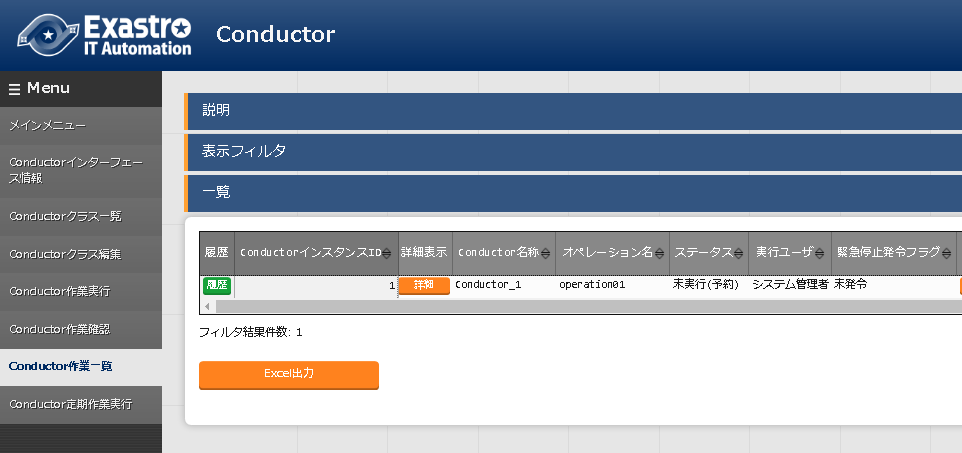 Exastro
IT Automation
Conductor
Menu
メインメニュー
Conductorインターフェー
ス情報
Conductorクラス一覧
Conductorクラス編集
Conductor作業実行
Conductor作業確認
Conductor作業一覧
Conductor定期作業実行
説明
表示フィルタ
一覧
履歴 ConductorインスタンスID 詳細表示 Conductor名称 オペレーション名 ステータス 実行ユーザ 緊急停止発令フラグ
履歴 1 詳細 Conductor_1 operation01 未実行(予約) システム管理者 未発令
フィルタ結果件数: 1
Excel出力